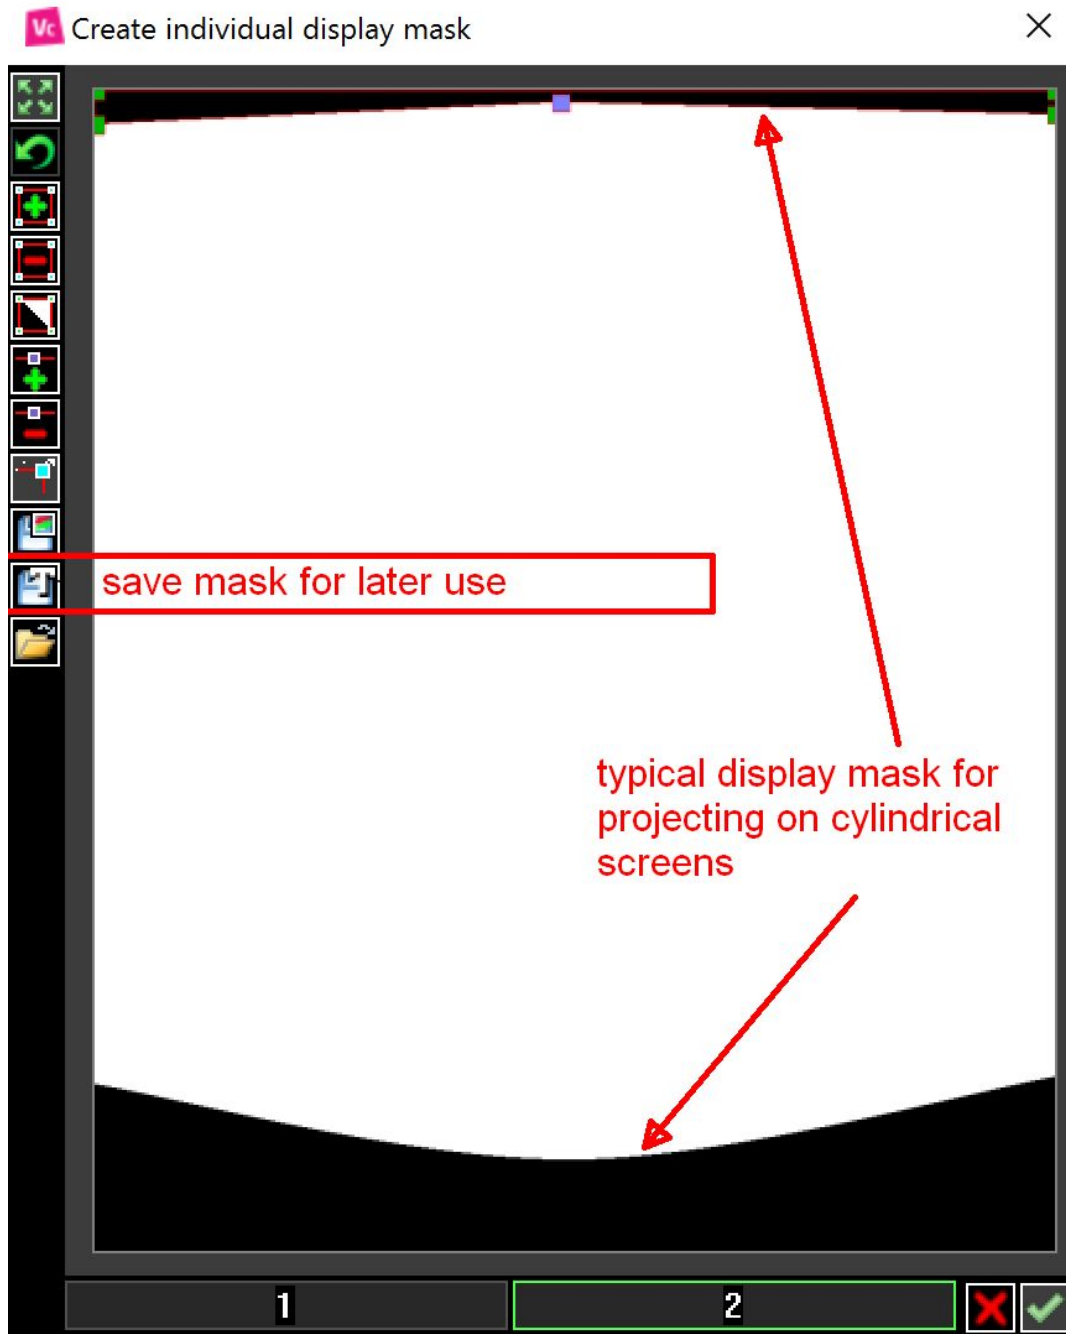 Vc Create individual display mask
save mask for later use
typical display mask for
projecting on cylindrical
screens
1 2